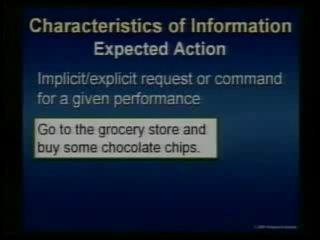 Characteristics of Information
Expected Action
Implicit/explicit request or command
for a given performance
Go to the grocery store and
buy some chocolate chips.